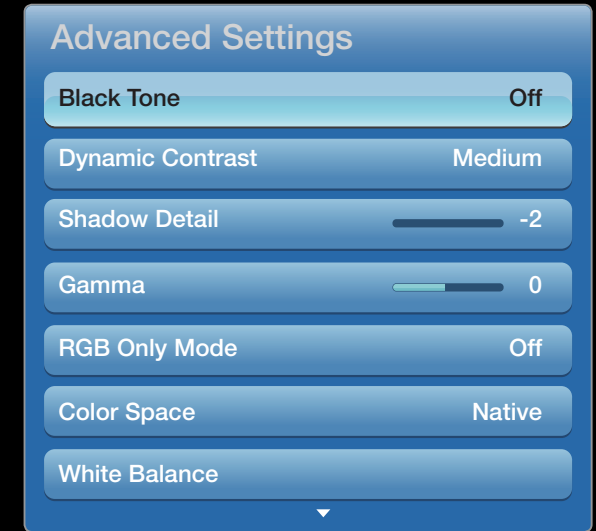 Advanced Settings
Black Tone Off
Dynamic Contrast Medium
Shadow Detail -2
Gamma 0
RGB Only Mode Off
Color Space Native
White Balance